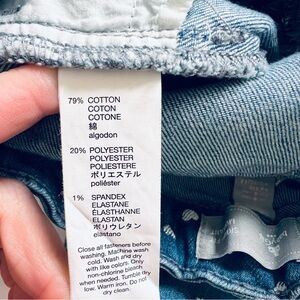 79% COTTON
COTON
COTONE
綿
algodon
20% POLYESTER
POLYESTER
POLIESTERE
ポリエステル
poliéster
1% SPANDEX
ELASTANE
ÉLASTHANNE
ELASTAN
ポリウレタン
elastano
Close all fasteners before
washing. Machine
wash cold. Wash and dry
with like colors. Only
non-chlorine bleach
when needed. Tumble dry
low. Warm iron. Do not
dry clean.